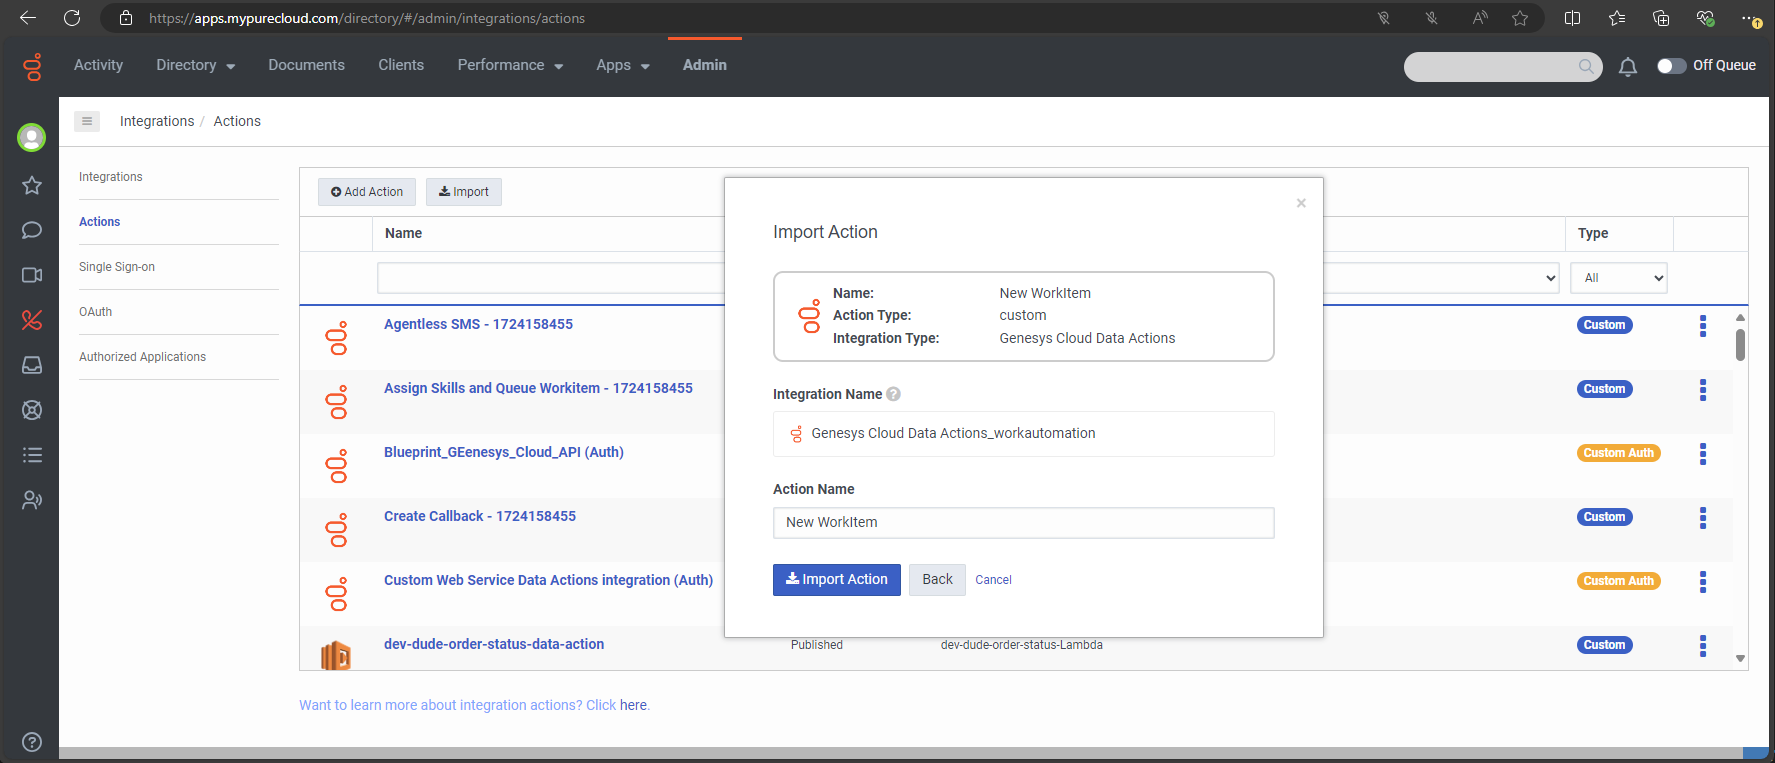 https://apps.mypurecloud.com/directory/#/admin/integrations/actions
Activity Directory Documents Clients Performance Apps Admin Off Queue
Integrations / Actions
Integrations
Actions
Single Sign-on
OAuth
Authorized Applications
Add Action Import
Name Type
All
Agentless SMS - 1724158455 Custom
Assign Skills and Queue Workitem - 1724158455 Custom
Blueprint_GEenesys_Cloud_API (Auth) Custom Auth
Create Callback - 1724158455 Custom
Custom Web Service Data Actions integration (Auth) Custom Auth
dev-dude-order-status-data-action Published dev-dude-order-status-Lambda Custom
Import Action
Name: New WorkItem
Action Type: custom
Integration Type: Genesys Cloud Data Actions
Integration Name
Genesys Cloud Data Actions_workautomation
Action Name
New WorkItem
Import Action Back Cancel
Want to learn more about integration actions? Click here.